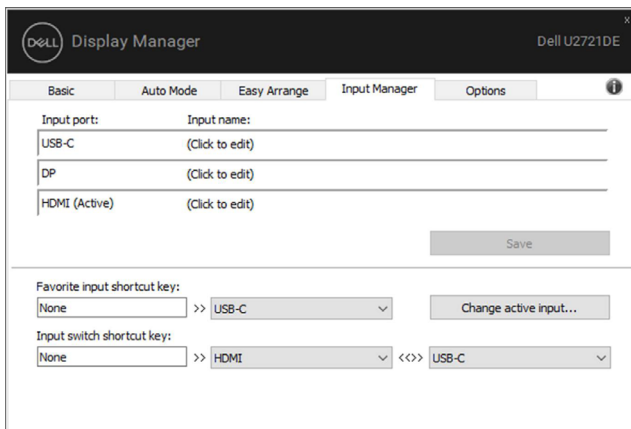 x
DELL Display Manager Dell U2721DE
Basic Auto Mode Easy Arrange Input Manager Options i
Input port: Input name:
USB-C (Click to edit)
DP (Click to edit)
HDMI (Active) (Click to edit)
Save
Favorite input shortcut key:
None >> USB-C Change active input...
Input switch shortcut key:
None >> HDMI <<>> USB-C